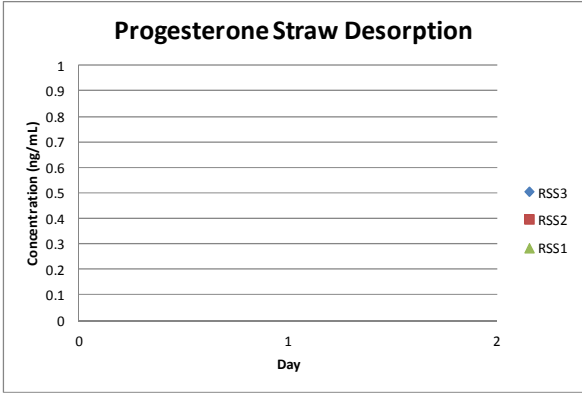 Progesterone Straw Desorption
Concentration (ng/mL)
1
0.9
0.8
0.7
0.6
0.5
0.4
0.3
0.2
0.1
0
0 1 2
Day
RSS3
RSS2
RSS1